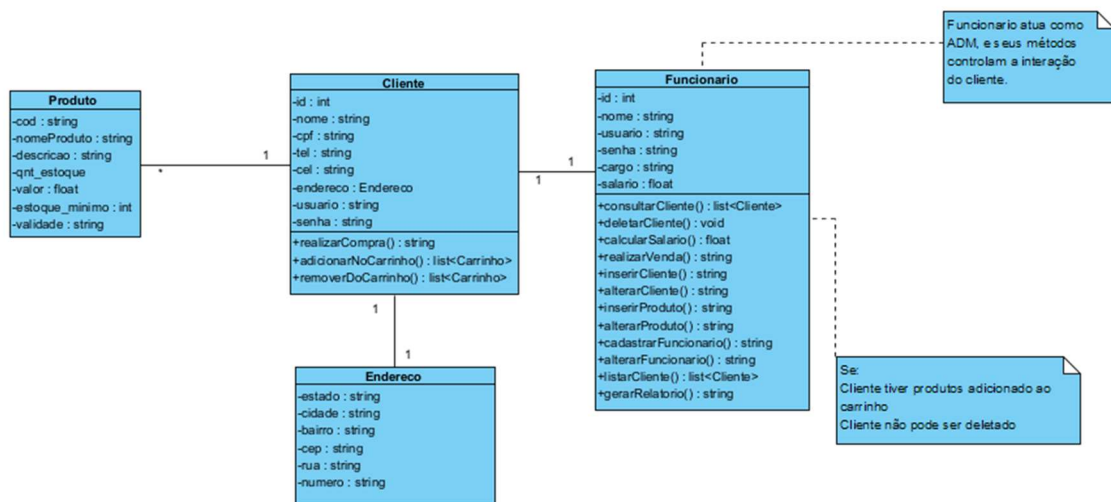 Produto
-cod : string
-nomeProduto : string
-descricao : string
-qnt_estoque
-valor : float
-estoque_minimo : int
-validade : string
*
1
Cliente
-id : int
-nome : string
-cpf : string
-tel : string
-cel : string
-endereco : Endereco
-usuario : string
-senha : string
+realizarCompra() : string
+adicionarNoCarrinho() : list<Carrinho>
+removerDoCarrinho() : list<Carrinho>
1
1
1
1
Endereco
-estado : string
-cidade : string
-bairro : string
-cep : string
-rua : string
-numero : string
Funcionario
-id : int
-nome : string
-usuario : string
-senha : string
-cargo : string
-salario : float
+consultarCliente() : list<Cliente>
+deletarCliente() : void
+calcularSalario() : float
+realizarVenda() : string
+inserirCliente() : string
+alterarCliente() : string
+inserirProduto() : string
+alterarProduto() : string
+cadastrarFuncionario() : string
+alterarFuncionario() : string
+listarCliente() : list<Cliente>
+gerarRelatorio() : string
Funcionario atua como
ADM, e seus métodos
controlam a interação
do cliente.
Se:
Cliente tiver produtos adicionado ao
carrinho
Cliente não pode ser deletado